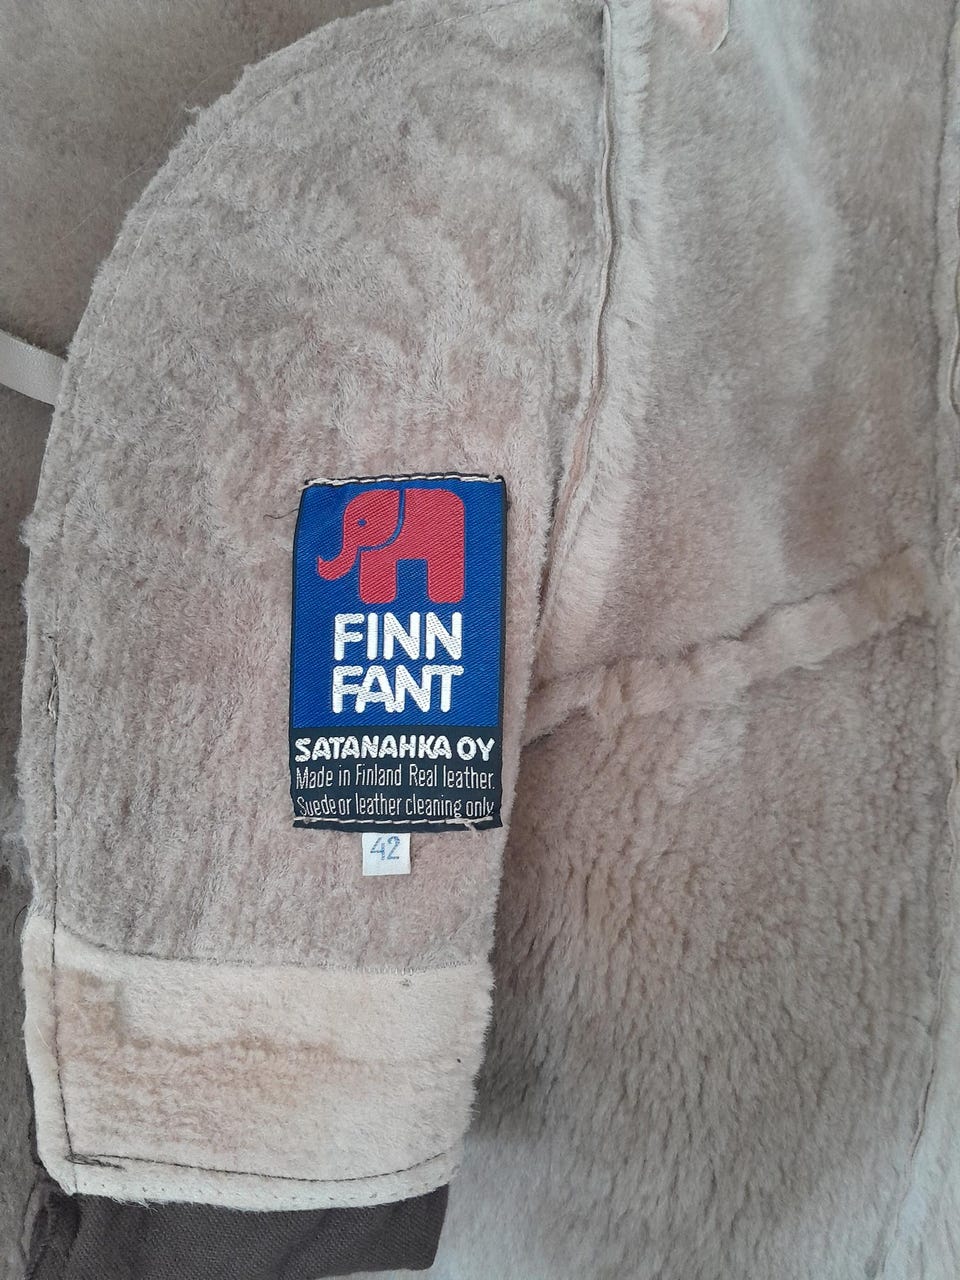 FINN
FANT
SATANAHKA OY
Made in Finland Real leather.
Suede or leather cleaning only.
42